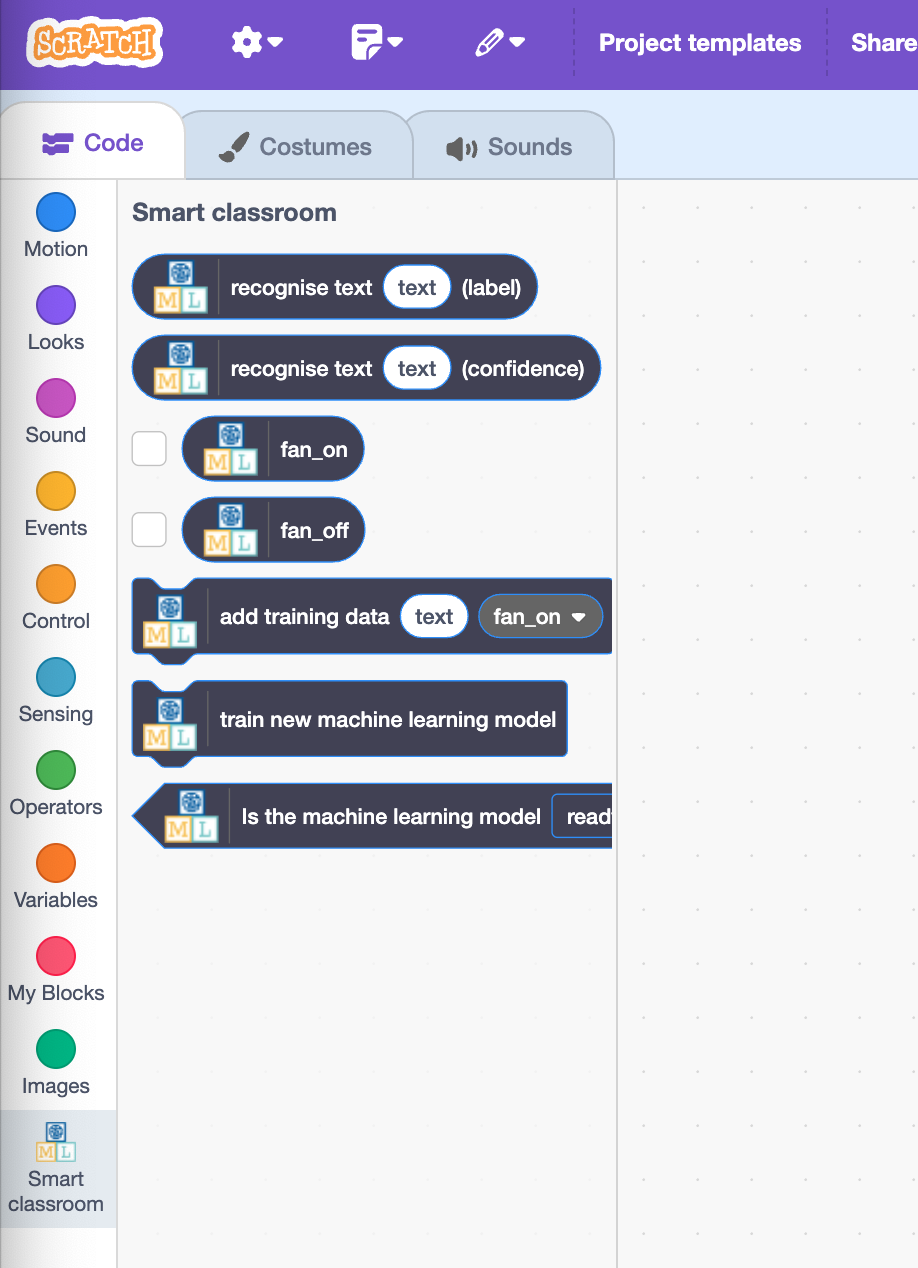 SCRATCH
Project templates
Share
Code
Costumes
Sounds
Motion
Looks
Sound
Events
Control
Sensing
Operators
Variables
My Blocks
Images
ML
Smart
classroom
Smart classroom
ML recognise text text (label)
ML recognise text text (confidence)
ML fan_on
ML fan_off
ML add training data text fan_on
ML train new machine learning model
ML Is the machine learning model read